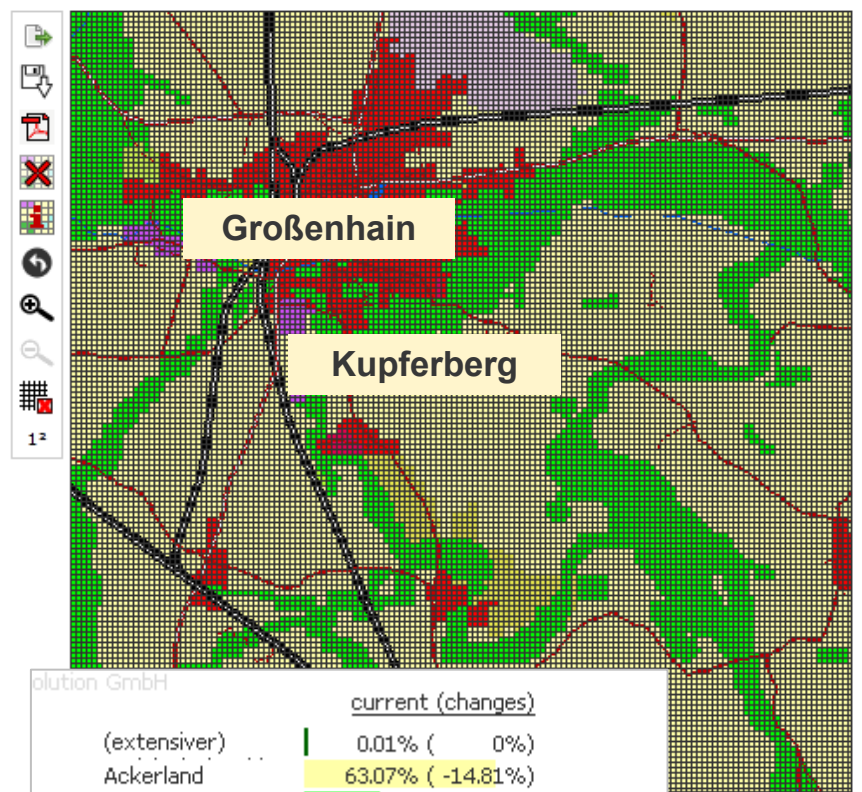 Großenhain
Kupferberg
1²
olution GmbH
current (changes)
(extensiver) 0.01% ( 0%)
Ackerland 63.07% ( -14.81%)